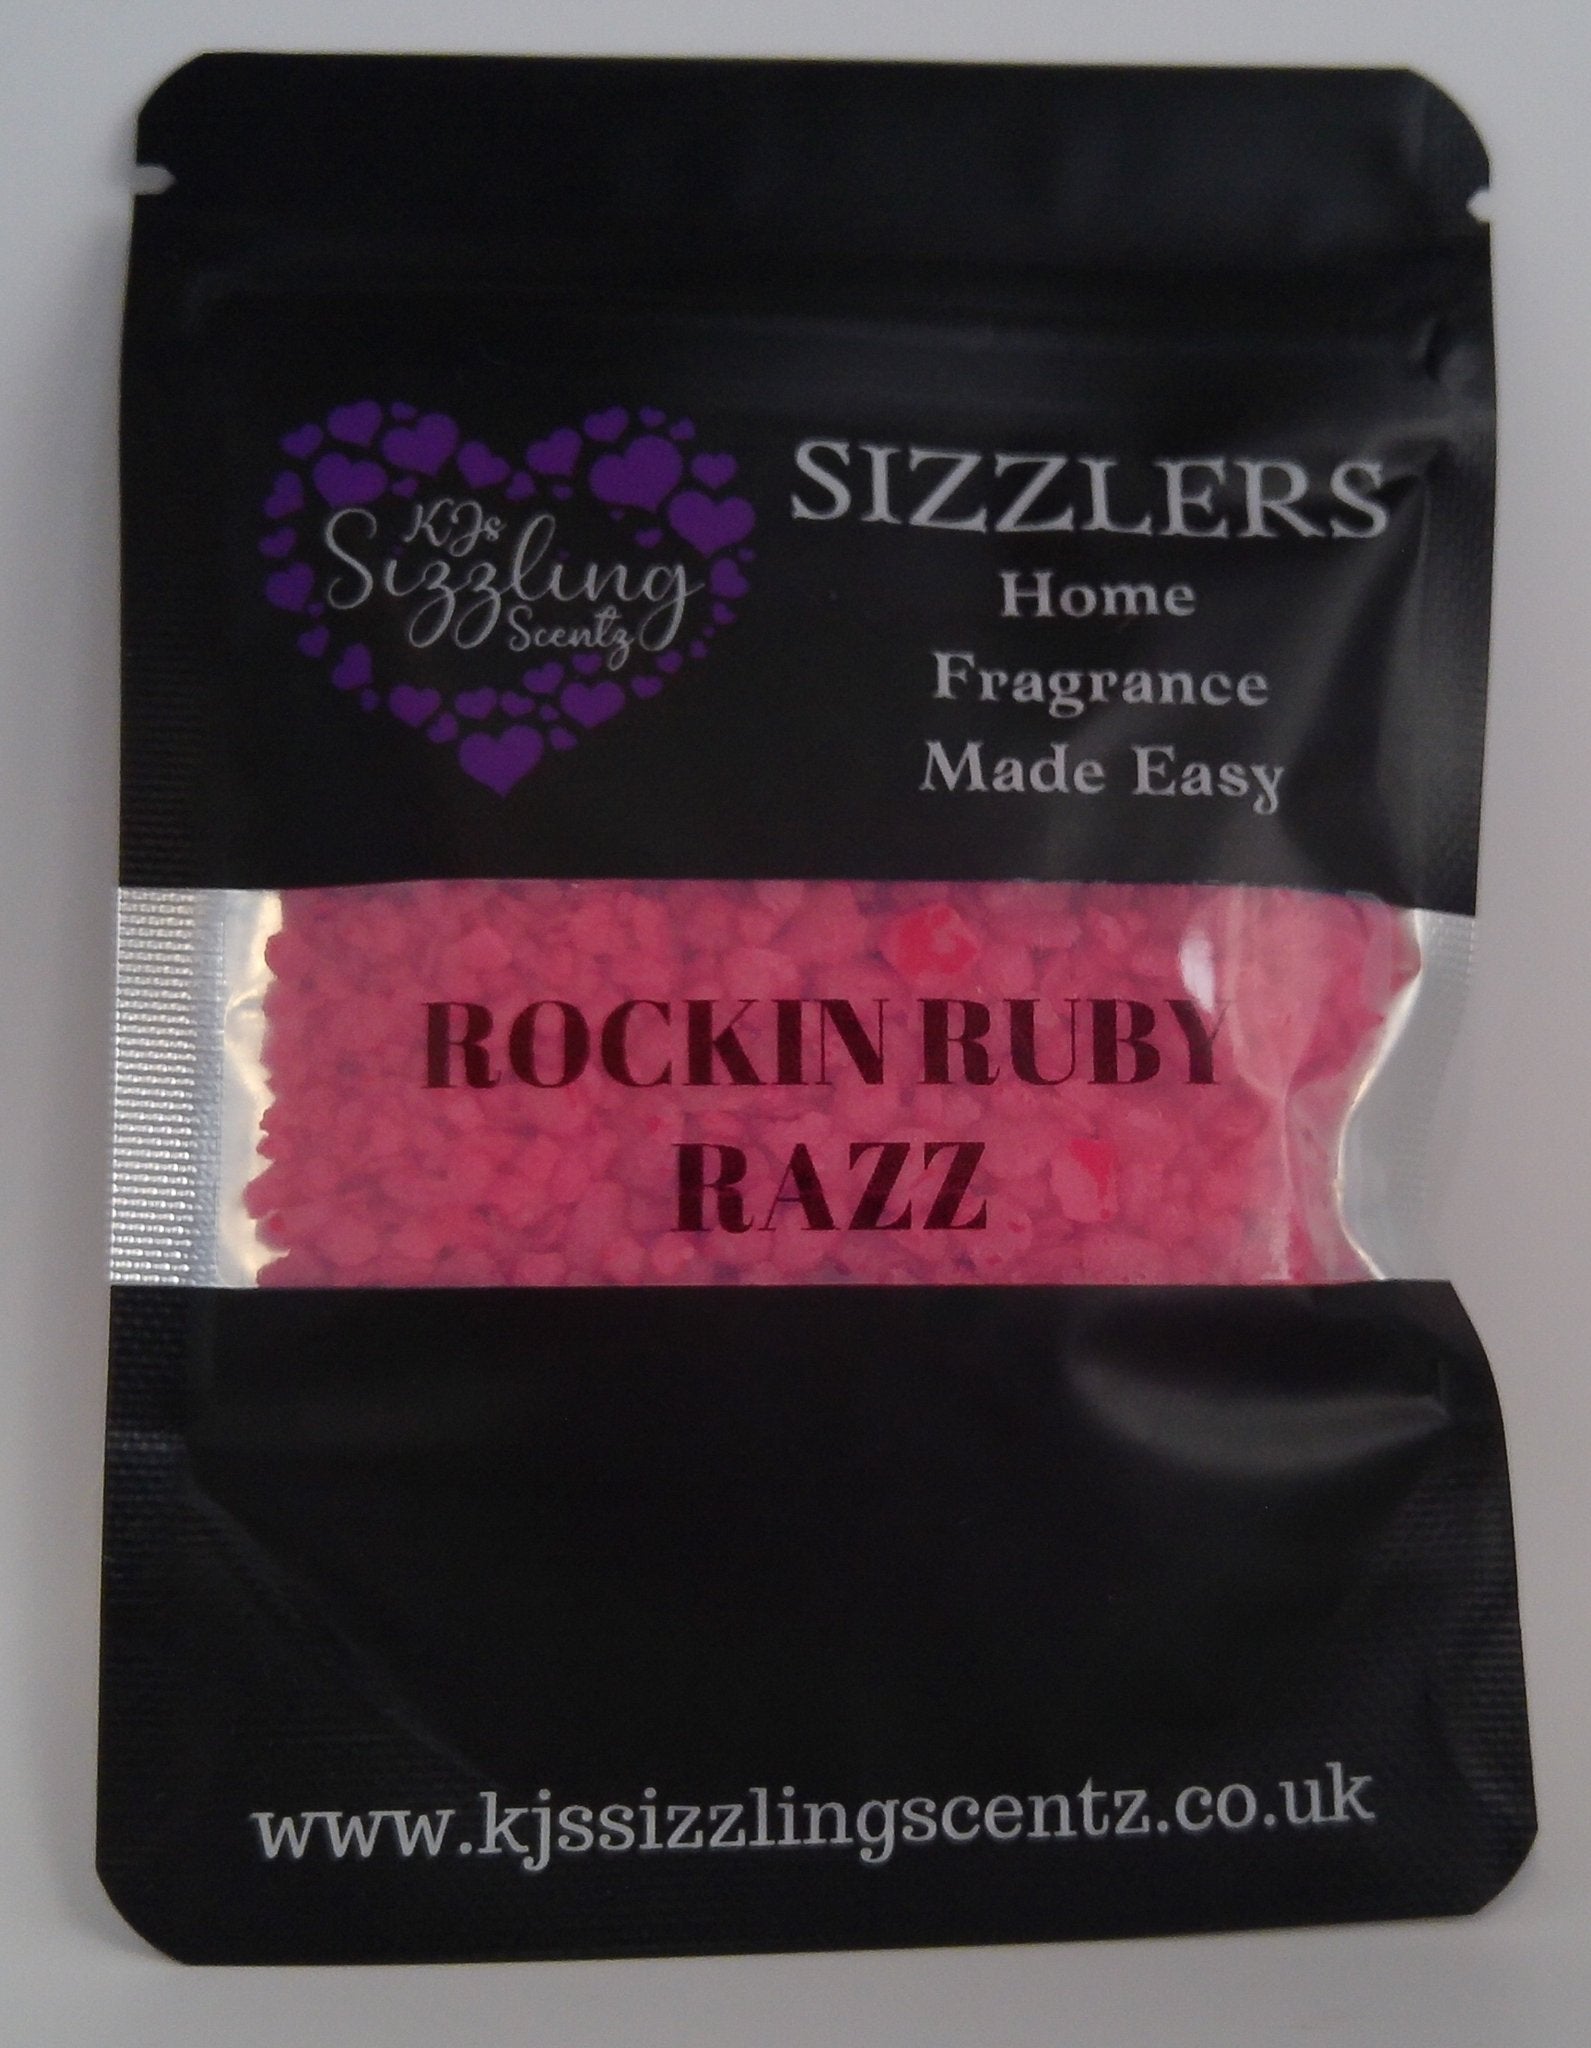 KJs
Sizzling
Scentz
SIZZLERS
Home
Fragrance
Made Easy
ROCKIN RUBY
RAZZ
www.kjssizzlingscentz.co.uk